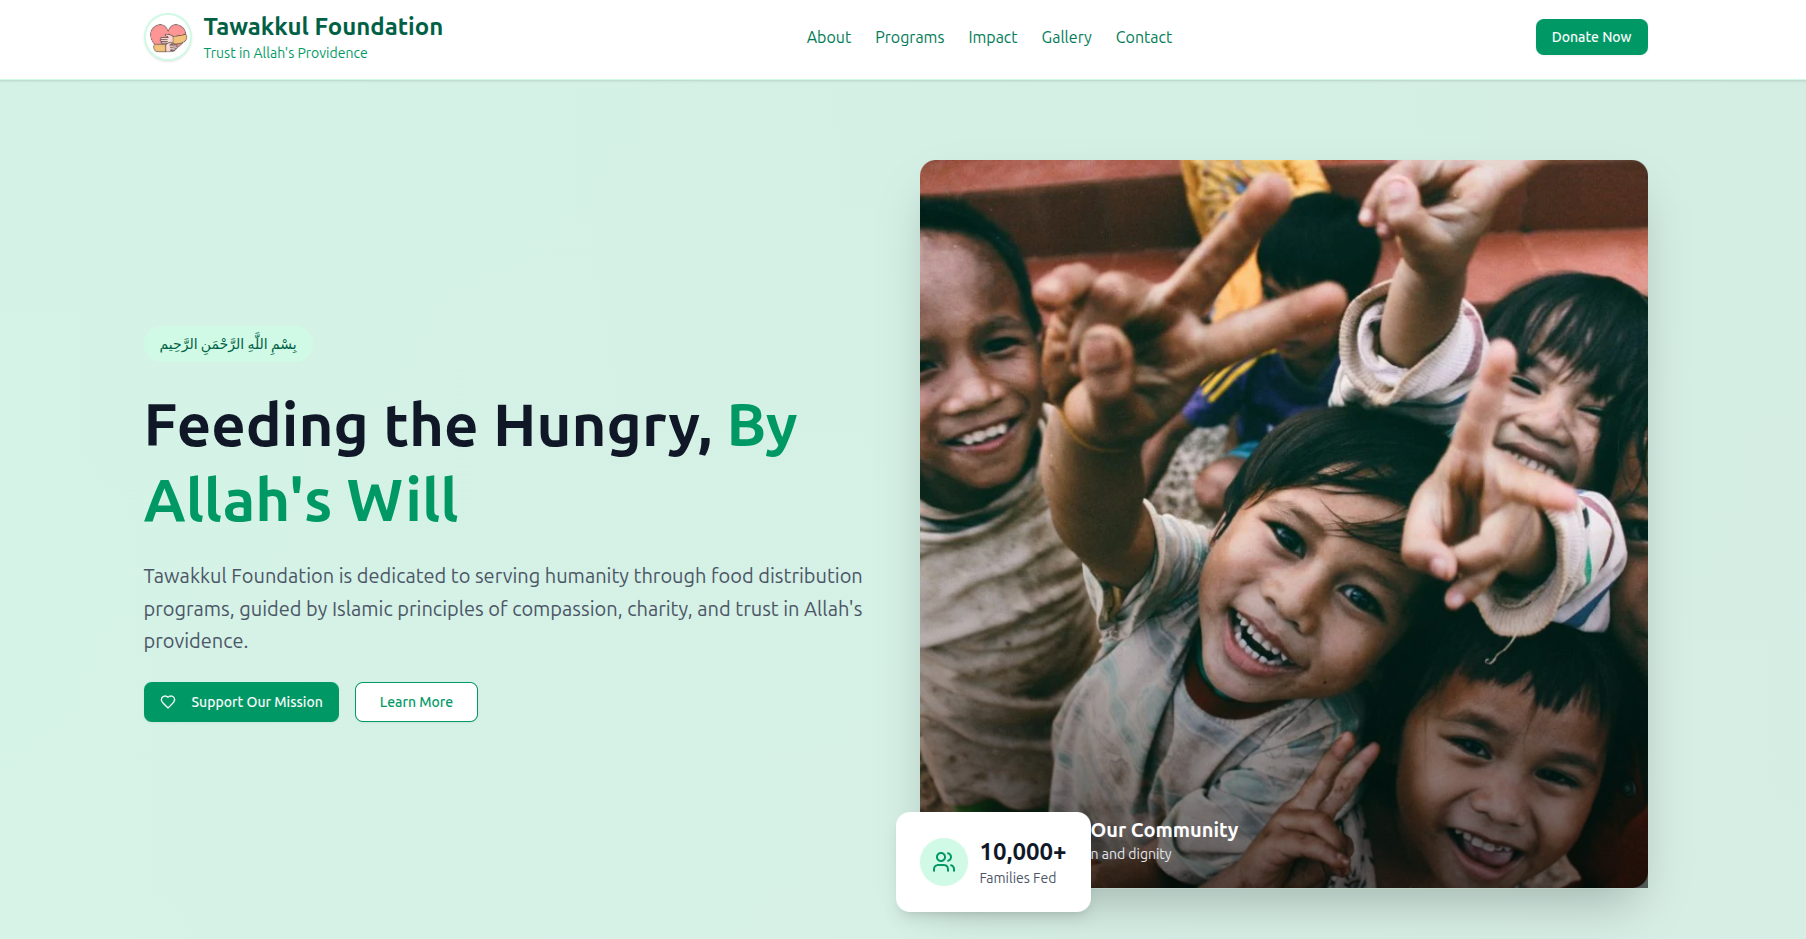 Tawakkul Foundation
Trust in Allah's Providence
About Programs Impact Gallery Contact
Donate Now
بِسْمِ اللَّهِ الرَّحْمَنِ الرَّحِيم
Feeding the Hungry, By
Allah's Will
Tawakkul Foundation is dedicated to serving humanity through food distribution
programs, guided by Islamic principles of compassion, charity, and trust in Allah's
providence.
Support Our Mission
Learn More
Our Community
and dignity
10,000+
Families Fed